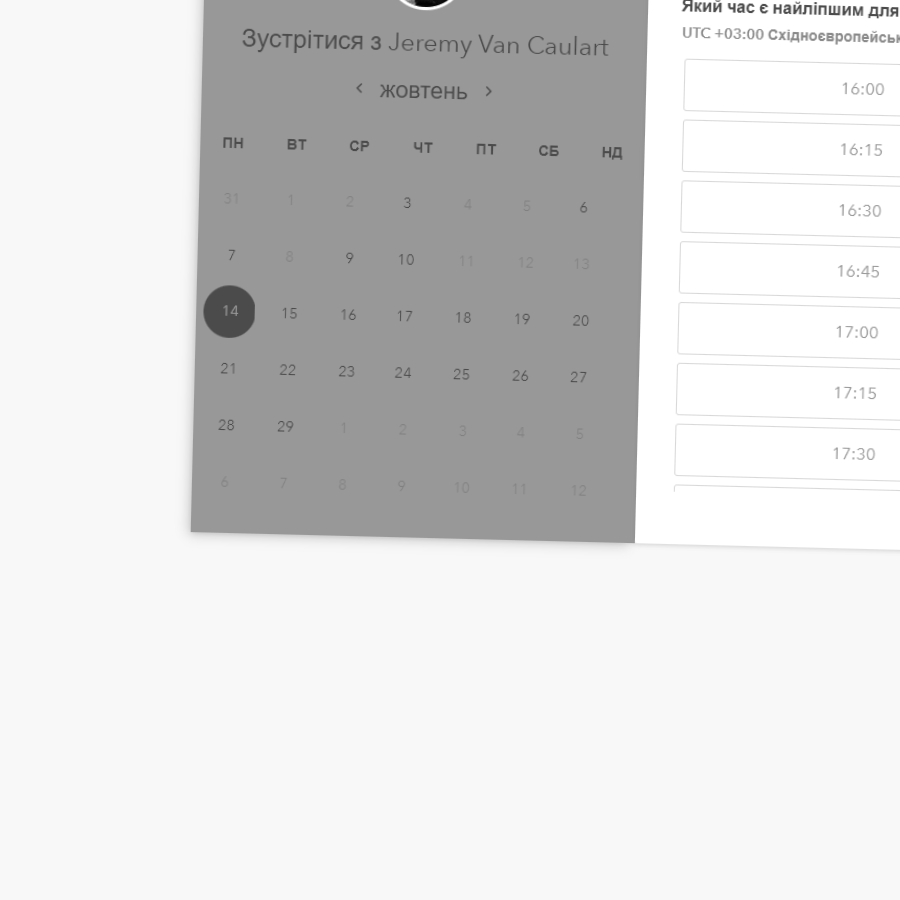 Зустрітися з Jeremy Van Caulart
жовтень
ПН ВТ СР ЧТ ПТ СБ НД
31 1 2 3 4 5 6
7 8 9 10 11 12 13
14 15 16 17 18 19 20
21 22 23 24 25 26 27
28 29 1 2 3 4 5
6 7 8 9 10 11 12
Який час є найліпшим для
UTC +03:00
16:00
16:15
16:30
16:45
17:00
17:15
17:30